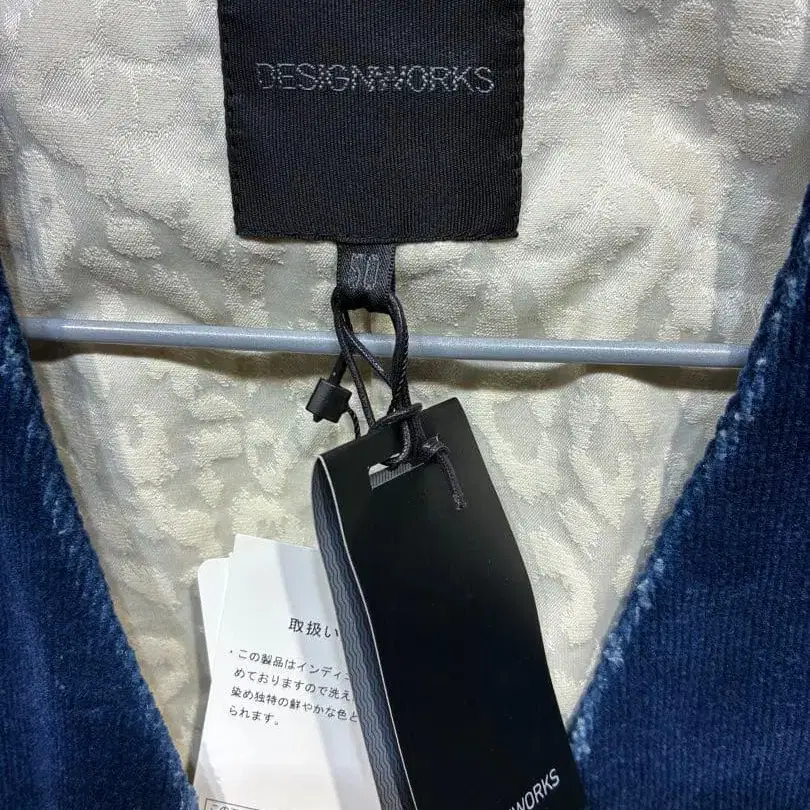 DESIGNWORKS
50
取扱い
・この製品はインディ
めておりますので洗え
染め独特の鮮やかな色と
られます。
NWORKS